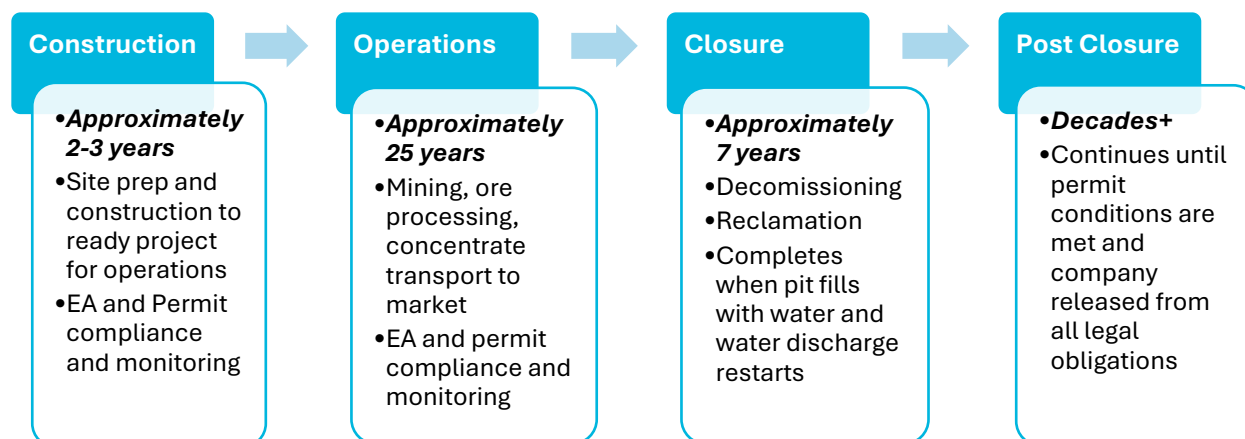 Construction
•Approximately
2-3 years
•Site prep and
construction to
ready project
for operations
•EA and Permit
compliance
and monitoring
Operations
•Approximately
25 years
•Mining, ore
processing,
concentrate
transport to
market
•EA and permit
compliance and
monitoring
Closure
•Approximately
7 years
•Decomissioning
•Reclamation
•Completes
when pit fills
with water and
water discharge
restarts
Post Closure
•Decades+
•Continues until
permit
conditions are
met and
company
released from
all legal
obligations